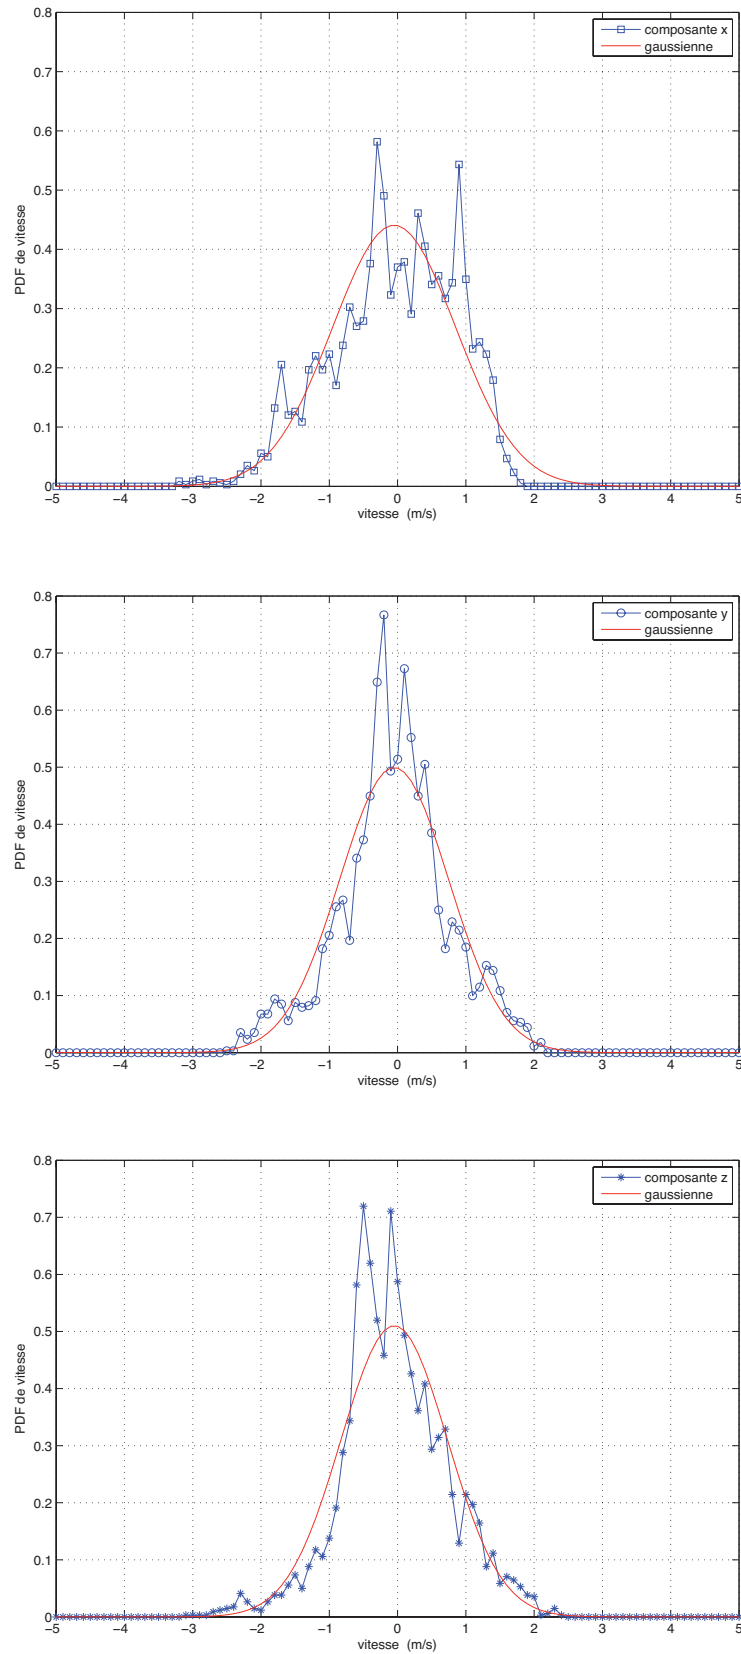 0.8
composante x
gaussienne
0.7
0.6
0.5
0.4
0.3
0.2
0.1
0
PDF de vitesse
−5 −4 −3 −2 −1 0 1 2 3 4 5
vitesse (m/s)
0.8
composante y
gaussienne
0.7
0.6
0.5
0.4
0.3
0.2
0.1
0
PDF de vitesse
−5 −4 −3 −2 −1 0 1 2 3 4 5
vitesse (m/s)
0.8
composante z
gaussienne
0.7
0.6
0.5
0.4
0.3
0.2
0.1
0
PDF de vitesse
−5 −4 −3 −2 −1 0 1 2 3 4 5
vitesse (m/s)